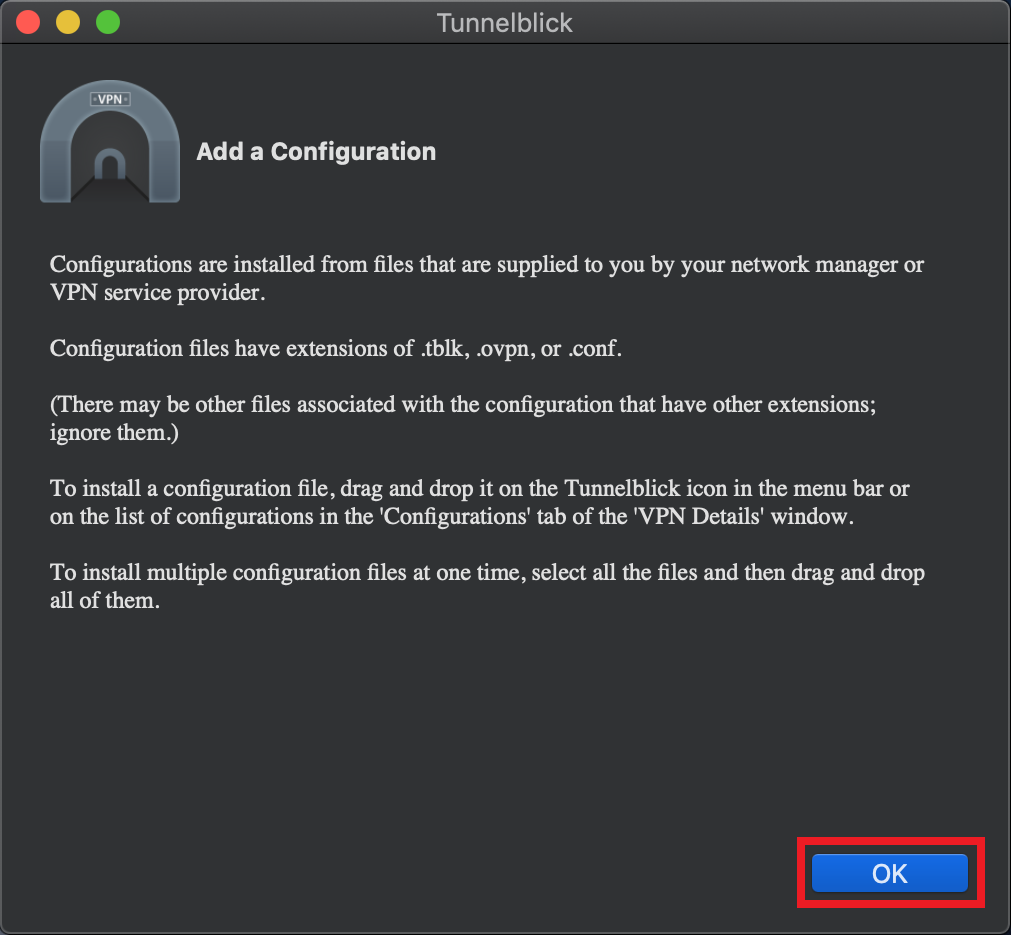 Tunnelblick
VPN
Add a Configuration
Configurations are installed from files that are supplied to you by your network manager or
VPN service provider.
Configuration files have extensions of .tblk, .ovpn, or .conf.
(There may be other files associated with the configuration that have other extensions;
ignore them.)
To install a configuration file, drag and drop it on the Tunnelblick icon in the menu bar or
on the list of configurations in the 'Configurations' tab of the 'VPN Details' window.
To install multiple configuration files at one time, select all the files and then drag and drop
all of them.
OK